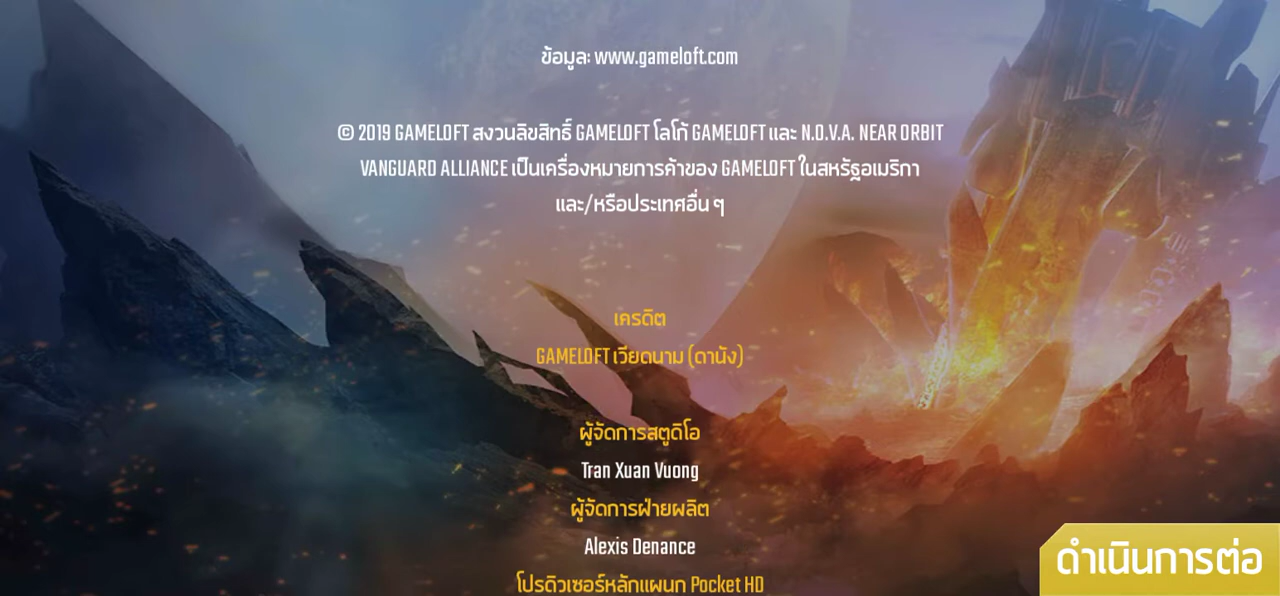 ข้อมูล: www.gameloft.com
© 2019 GAMELOFT สงวนลิขสิทธิ์ GAMELOFT โลโก้ GAMELOFT และ N.O.V.A. NEAR ORBIT
VANGUARD ALLIANCE เป็นเครื่องหมายการค้าของ GAMELOFT ในสหรัฐอเมริกา
และ/หรือประเทศอื่น ๆ
เครดิต
GAMELOFT เวียดนาม (ดานัง)
ผู้จัดการสตูดิโอ
Tran Xuan Vuong
ผู้จัดการฝ่ายผลิต
Alexis Denance
โปรดิวเซอร์หลักแผนก Pocket HD
ดำเนินการต่อ